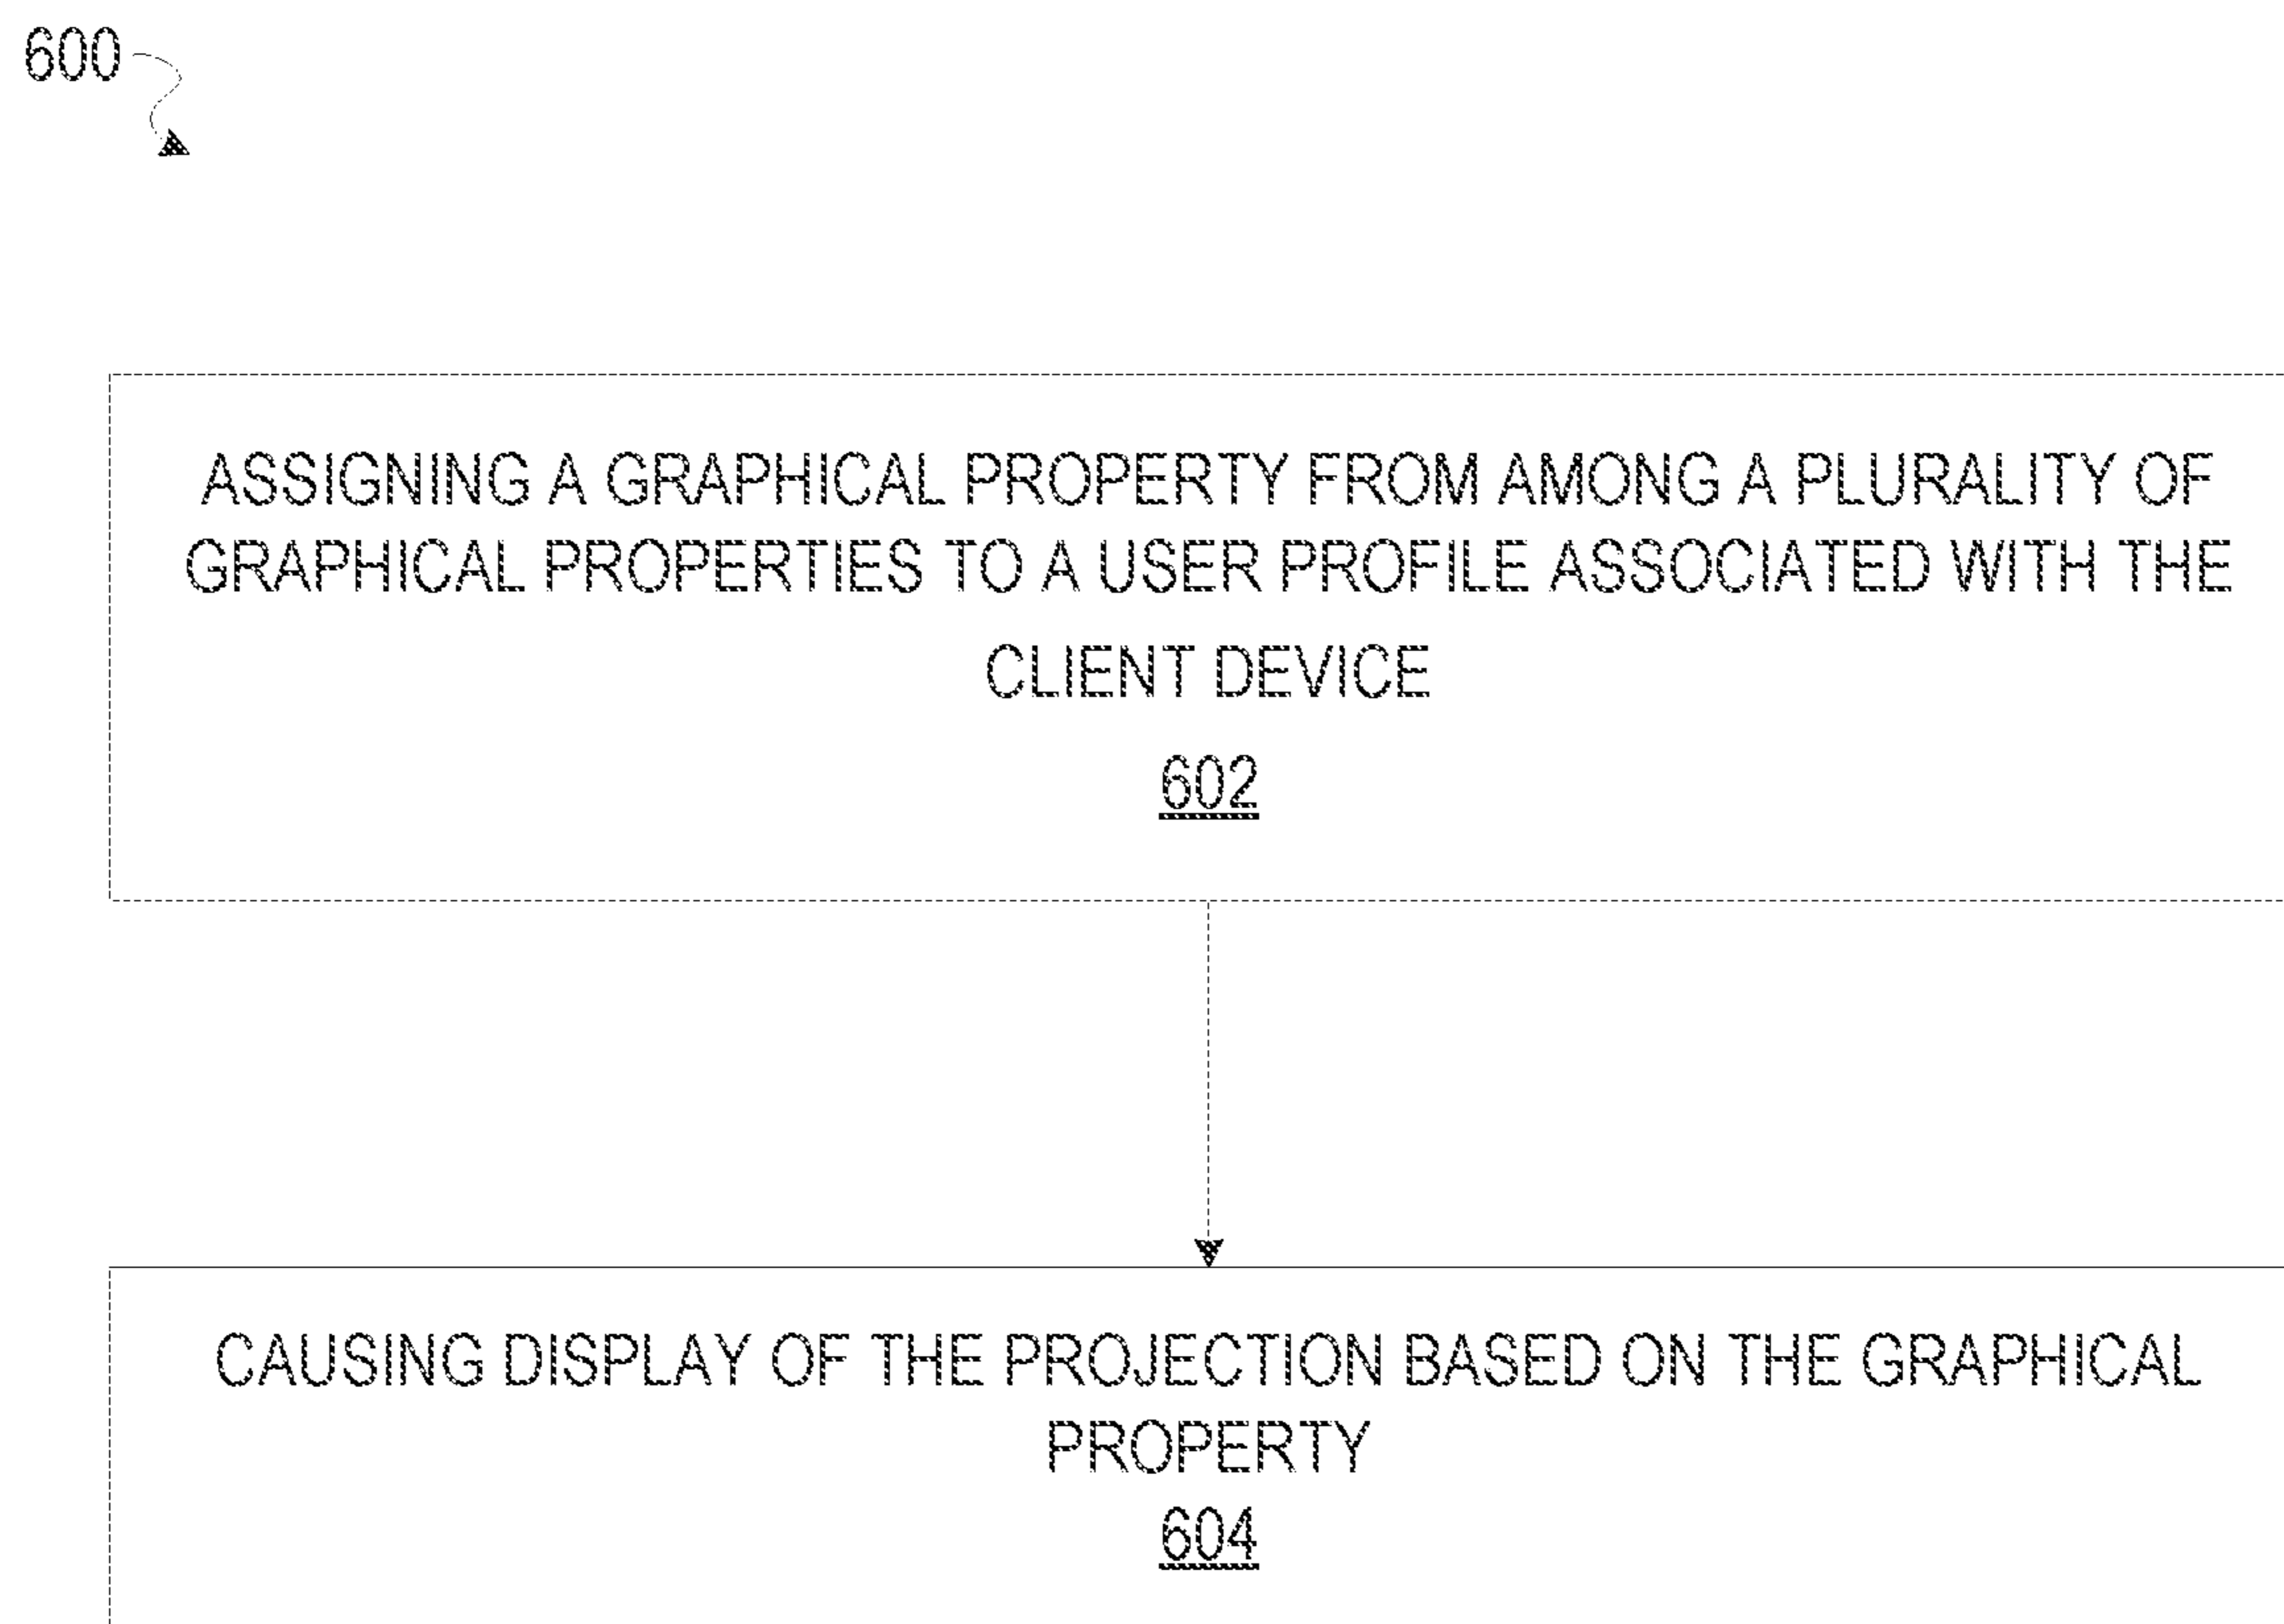 600
ASSIGNING A GRAPHICAL PROPERTY FROM AMONG A PLURALITY OF
GRAPHICAL PROPERTIES TO A USER PROFILE ASSOCIATED WITH THE
CLIENT DEVICE
602
CAUSING DISPLAY OF THE PROJECTION BASED ON THE GRAPHICAL
PROPERTY
604